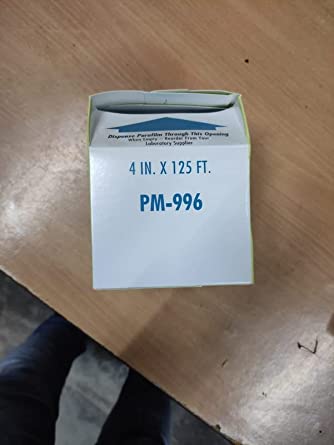 Dispense Parafilm Through This Opening
When Empty – Reorder From Your
Laboratory Supplier
4 IN. X 125 FT.
PM-996